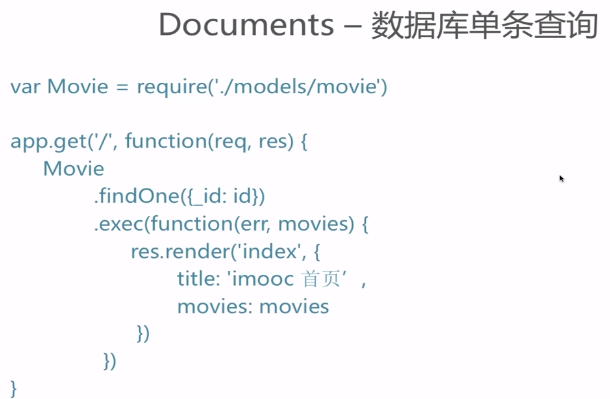 Documents – 数据库单条查询
var Movie = require('./models/movie')
app.get('/', function(req, res) {
Movie
.findOne({_id: id})
.exec(function(err, movies) {
res.render('index', {
title: 'imooc 首页’,
movies: movies
})
})
}